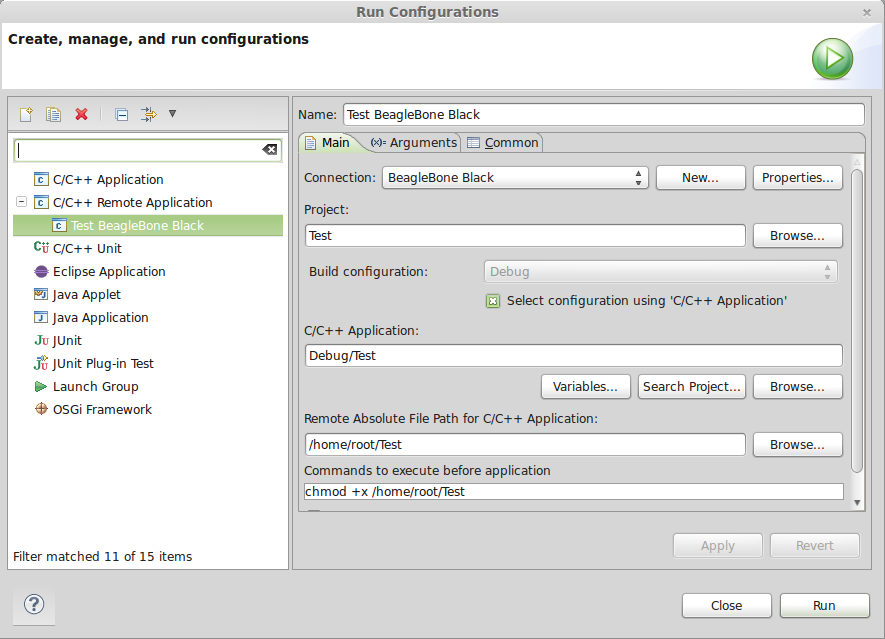 Run Configurations
Create, manage, and run configurations
Name: Test BeagleBone Black
Main (x)= Arguments Common
C/C++ Application
C/C++ Remote Application
Test BeagleBone Black
C/C++ Unit
Eclipse Application
Java Applet
Java Application
JUnit
JUnit Plug-in Test
Launch Group
OSGi Framework
Filter matched 11 of 15 items
Connection: BeagleBone Black New... Properties...
Project:
Test Browse...
Build configuration: Debug
Select configuration using 'C/C++ Application'
C/C++ Application:
Debug/Test
Variables... Search Project... Browse...
Remote Absolute File Path for C/C++ Application:
/home/root/Test Browse...
Commands to execute before application
chmod +x /home/root/Test
Apply Revert
Close Run